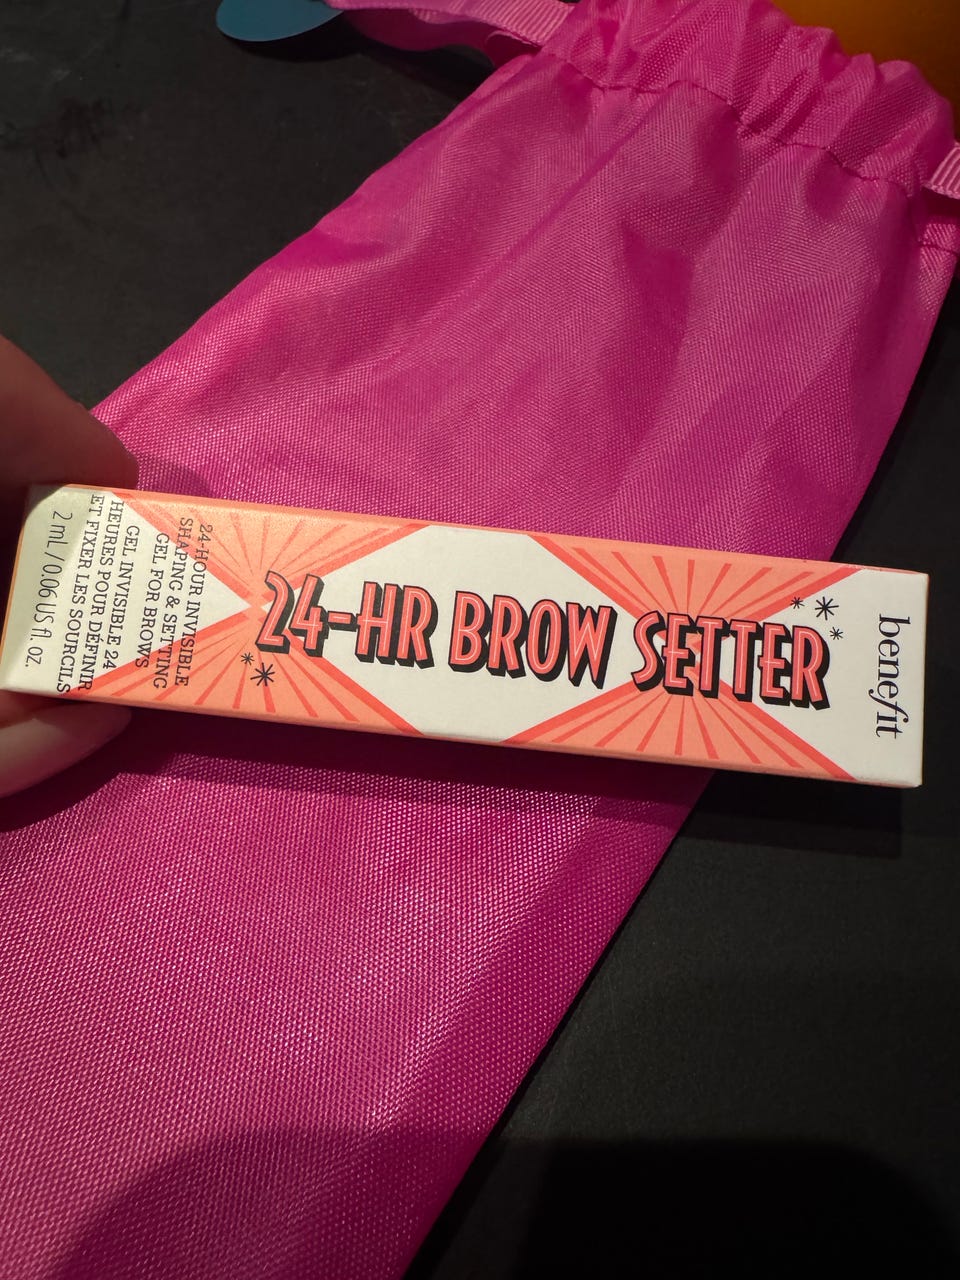 benefit
24-HR BROW SETTER
24-HOUR INVISIBLE
SHAPING & SETTING
GEL FOR BROWS
GEL INVISIBLE 24
HEURES POUR DÉFINIR
ET FIXER LES SOURCILS
2 mL / 0.06 US fl. oz.